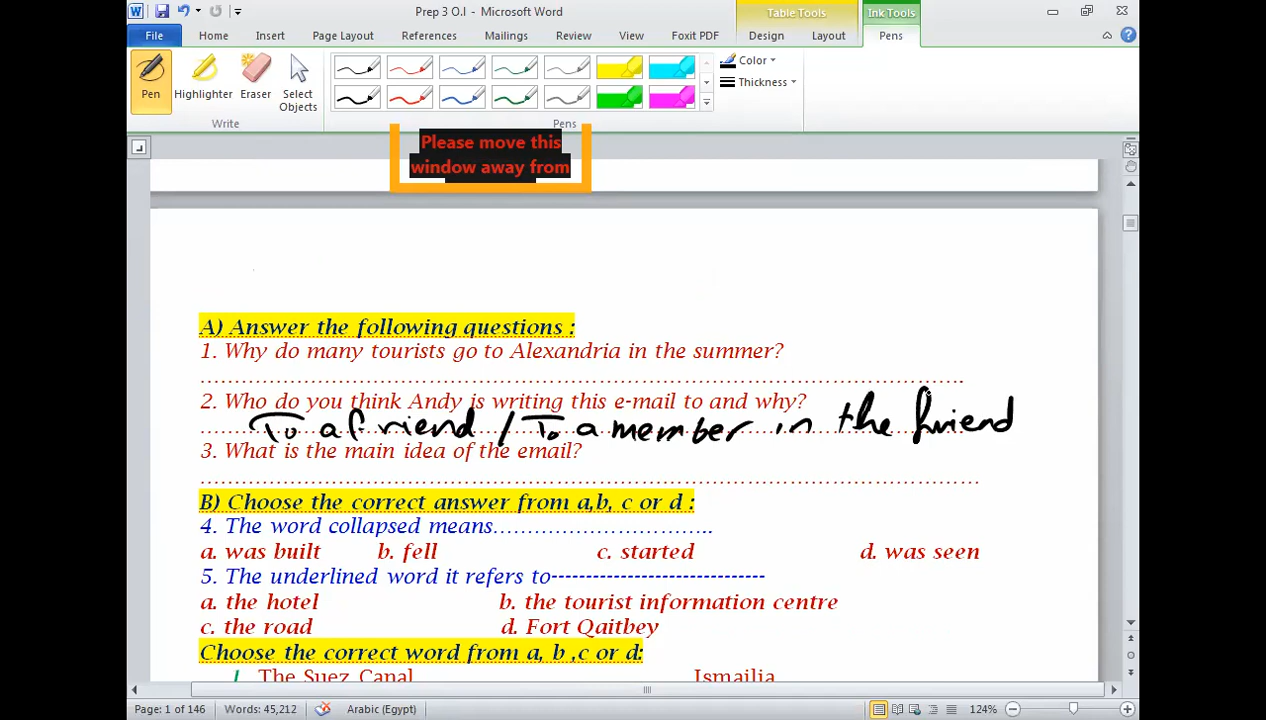 Prep 3 O.I - Microsoft Word
Table Tools
Ink Tools
File Home Insert Page Layout References Mailings Review View Foxit PDF Design Layout Pens
Pen Highlighter Eraser Select Objects
Color
Thickness
Write
Pens
Please move this
window away from
A) Answer the following questions :
1. Why do many tourists go to Alexandria in the summer?
……………………………………………………………………………………………….
2. Who do you think Andy is writing this e-mail to and why?
To a friend / To a member in the friend
3. What is the main idea of the email?
…………………………………………………………………………………………………
B) Choose the correct answer from a,b, c or d :
4. The word collapsed means…………………………..
a. was built b. fell c. started d. was seen
5. The underlined word it refers to-------------------------------
a. the hotel b. the tourist information centre
c. the road d. Fort Qaitbey
Choose the correct word from a, b ,c or d:
The Suez Canal Ismailia
Page: 1 of 146 Words: 45,212 Arabic (Egypt) 124%